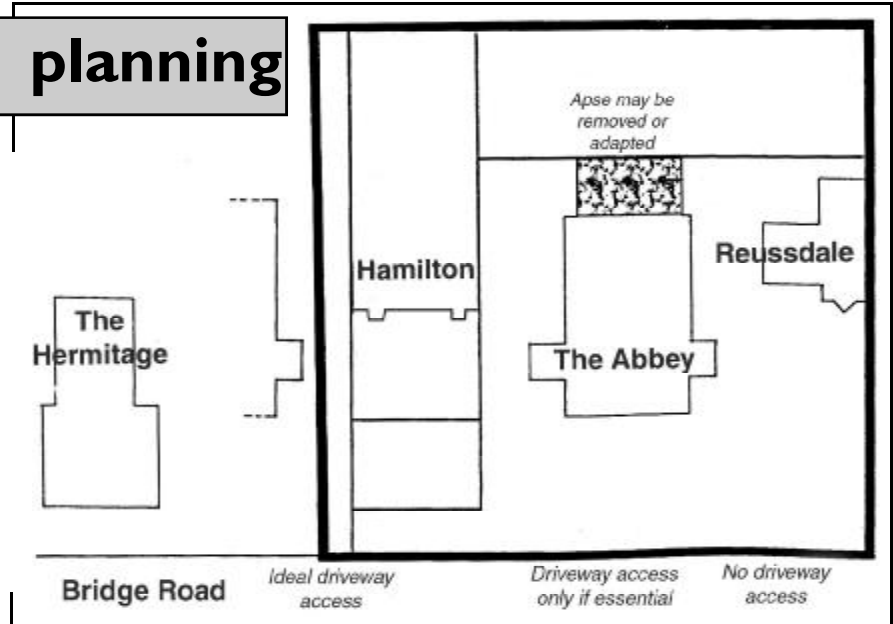 planning
Apse may be
removed or
adapted
Reussdale
Hamilton
The
Hermitage
The Abbey
Bridge Road
Ideal driveway
access
Driveway access
only if essential
No driveway
access